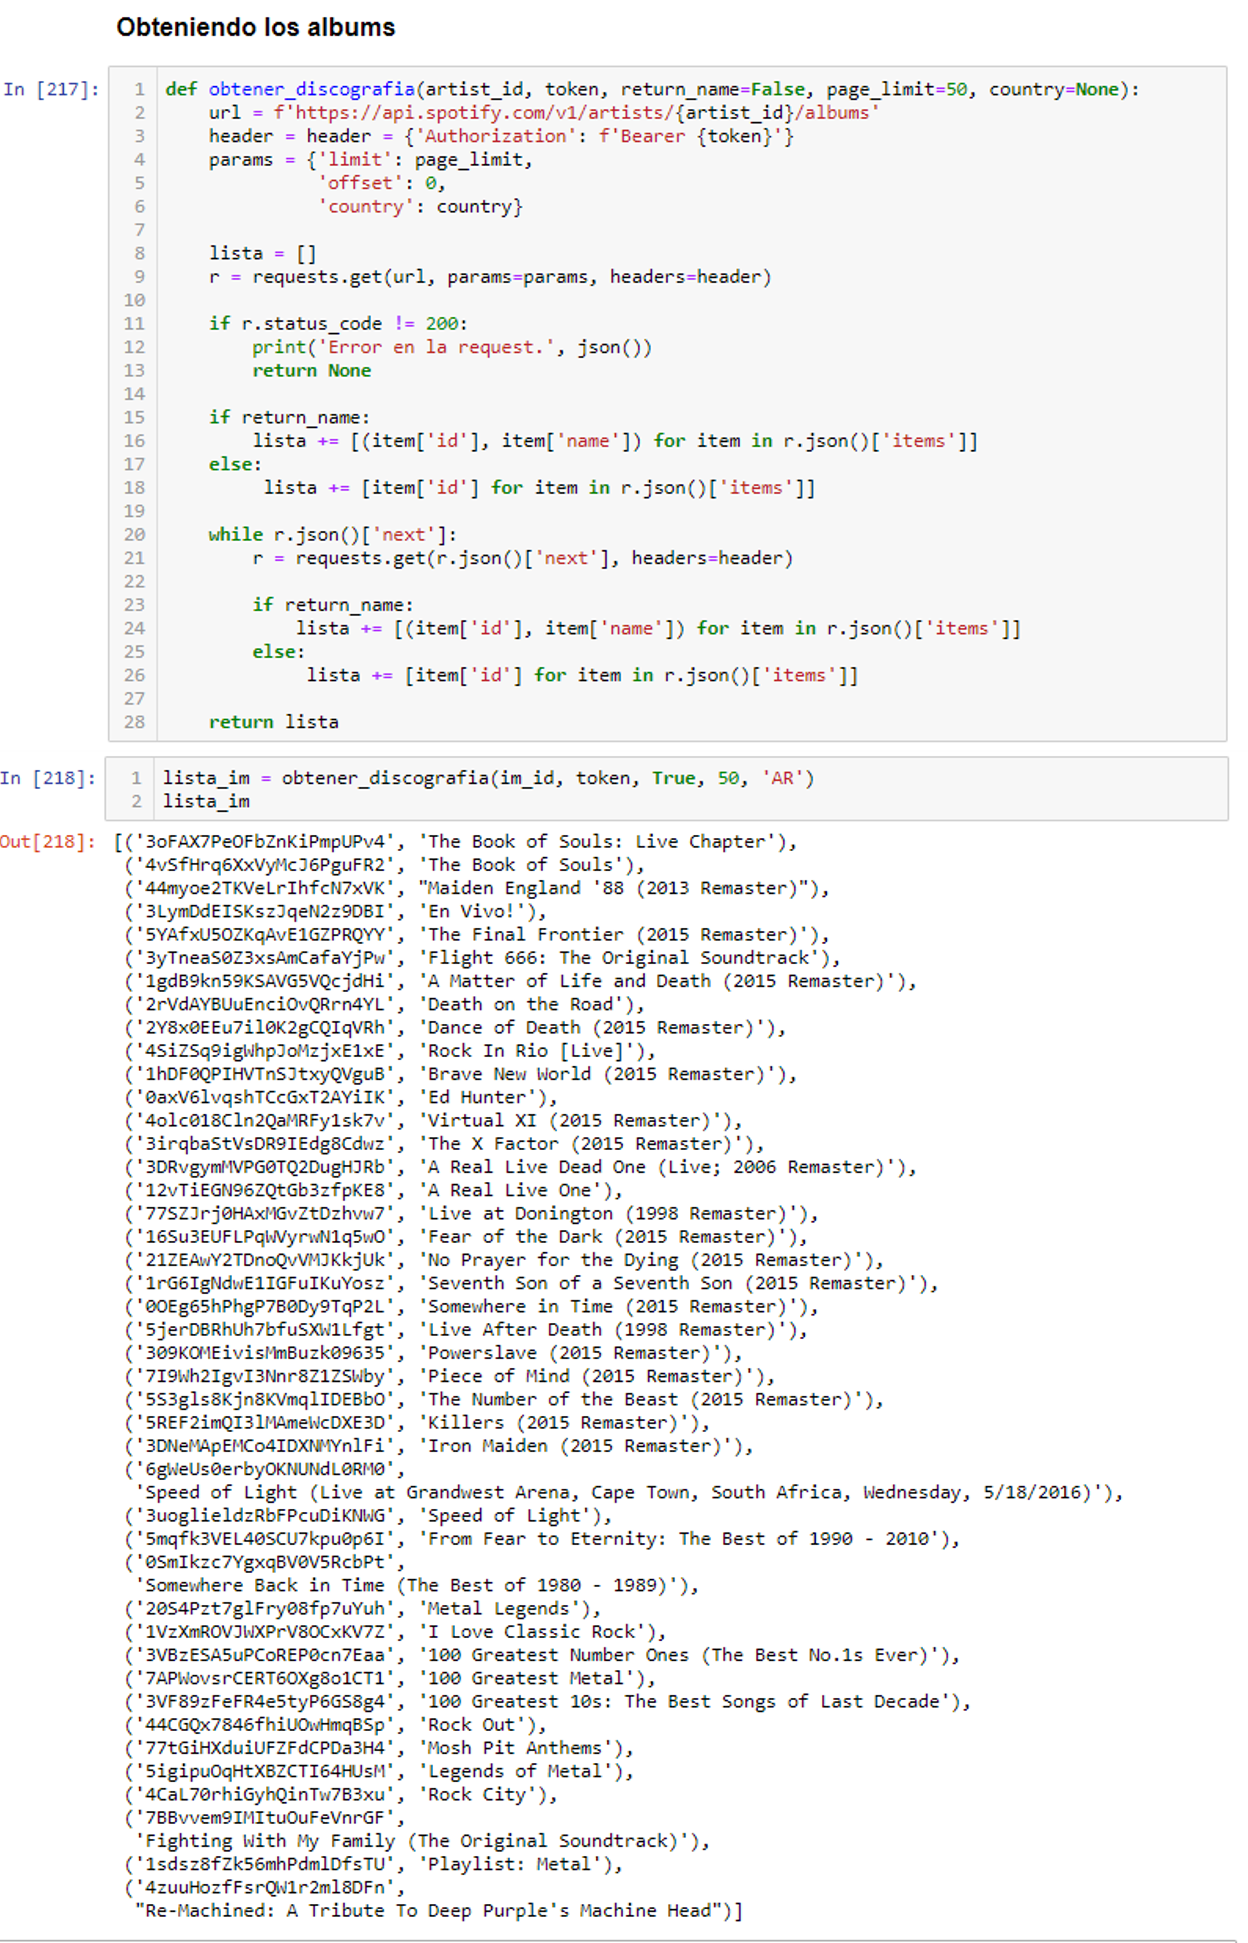 Obteniendo los albums
In [217]:
1 def obtener_discografia(artist_id, token, return_name=False, page_limit=50, country=None):
2     url = f'https://api.spotify.com/v1/artists/{artist_id}/albums'
3     header = header = {'Authorization': f'Bearer {token}'}
4     params = {'limit': page_limit,
5               'offset': 0,
6               'country': country}
7
8     lista = []
9     r = requests.get(url, params=params, headers=header)
10
11     if r.status_code != 200:
12         print('Error en la request.', json())
13         return None
14
15     if return_name:
16         lista += [(item['id'], item['name']) for item in r.json()['items']]
17     else:
18          lista += [item['id'] for item in r.json()['items']]
19
20     while r.json()['next']:
21         r = requests.get(r.json()['next'], headers=header)
22
23         if return_name:
24             lista += [(item['id'], item['name']) for item in r.json()['items']]
25         else:
26              lista += [item['id'] for item in r.json()['items']]
27
28     return lista
In [218]:
1 lista_im = obtener_discografia(im_id, token, True, 50, 'AR')
2 lista_im
Out[218]: [('3oFAX7PeOFbZnKiPmpUPv4', 'The Book of Souls: Live Chapter'),
('4vSfHrq6XxVyMcJ6PguFR2', 'The Book of Souls'),
('44myoe2TKVeLrIhfcN7xVK', "Maiden England '88 (2013 Remaster)"),
('3LymDdEISKszJqeN2z9DBI', 'En Vivo!'),
('5YAfxU5OZKqAvE1GZPRQYY', 'The Final Frontier (2015 Remaster)'),
('3yTneaS0Z3xsAmCafaYjPw', 'Flight 666: The Original Soundtrack'),
('1gdB9kn59KSAVG5VQcjdHi', 'A Matter of Life and Death (2015 Remaster)'),
('2rVdAYBUuEnciOvQRrn4YL', 'Death on the Road'),
('2Y8x0EEu7il0K2gCQIqVRh', 'Dance of Death (2015 Remaster)'),
('4SiZSq9igWhpJoMzjxE1xE', 'Rock In Rio [Live]'),
('1hDF0QPIHVTnSJtxyQVguB', 'Brave New World (2015 Remaster)'),
('0axV6lvqshTCcGxT2AYiIK', 'Ed Hunter'),
('4olc018Cln2QaMRFy1sk7v', 'Virtual XI (2015 Remaster)'),
('3irqbaStVsDR9IEdg8Cdwz', 'The X Factor (2015 Remaster)'),
('3DRvgymMVPG0TQ2DugHJRb', 'A Real Live Dead One (Live; 2006 Remaster)'),
('12vTiEGN96ZQtGb3zfpKE8', 'A Real Live One'),
('77SZJrj0HAxMGvZtDzhvw7', 'Live at Donington (1998 Remaster)'),
('16Su3EUFLPqWVyrwN1q5wO', 'Fear of the Dark (2015 Remaster)'),
('21ZEAwY2TDnoQvVMJKkjUk', 'No Prayer for the Dying (2015 Remaster)'),
('1rG6IgNdwE1IGFuIKuYosz', 'Seventh Son of a Seventh Son (2015 Remaster)'),
('0OEg65hPhgP7B0Dy9TqP2L', 'Somewhere in Time (2015 Remaster)'),
('5jerDBRhUh7bfuSXW1Lfgt', 'Live After Death (1998 Remaster)'),
('309KOMEivisMmBuzk09635', 'Powerslave (2015 Remaster)'),
('7I9Wh2IgvI3Nnr8Z1ZSWby', 'Piece of Mind (2015 Remaster)'),
('5S3gls8Kjn8KVmqlIDEBbO', 'The Number of the Beast (2015 Remaster)'),
('5REF2imQI3lMAmeWcDXE3D', 'Killers (2015 Remaster)'),
('3DNeMApEMCo4IDXNMYnlFi', 'Iron Maiden (2015 Remaster)'),
('6gWeUs0erbyOKNUNdL0RM0',
'Speed of Light (Live at Grandwest Arena, Cape Town, South Africa, Wednesday, 5/18/2016)'),
('3uoglieldzRbFPcuDiKNWG', 'Speed of Light'),
('5mqfk3VEL40SCU7kpu0p6I', 'From Fear to Eternity: The Best of 1990 - 2010'),
('0SmIkzc7YgxqBV0V5RcbPt',
'Somewhere Back in Time (The Best of 1980 - 1989)'),
('20S4Pzt7glFry08fp7uYuh', 'Metal Legends'),
('1VzXmROVJWXPrV8OCxKV7Z', 'I Love Classic Rock'),
('3VBzESA5uPCoREP0cn7Eaa', '100 Greatest Number Ones (The Best No.1s Ever)'),
('7APWovsrCERT6OXg8o1CT1', '100 Greatest Metal'),
('3VF89zFeFR4e5tyP6GS8g4', '100 Greatest 10s: The Best Songs of Last Decade'),
('44CGQx7846fhiUOwHmqBSp', 'Rock Out'),
('77tGiHXduiUFZFdCPDa3H4', 'Mosh Pit Anthems'),
('5igipuOqHtXBZCTI64HUsM', 'Legends of Metal'),
('4CaL70rhiGyhQinTw7B3xu', 'Rock City'),
('7BBvvem9IMItuOuFeVnrGF',
'Fighting With My Family (The Original Soundtrack)'),
('1sdsz8fZk56mhPdmlDfsTU', 'Playlist: Metal'),
('4zuuHozfFsrQW1r2ml8DFn',
"Re-Machined: A Tribute To Deep Purple's Machine Head")]